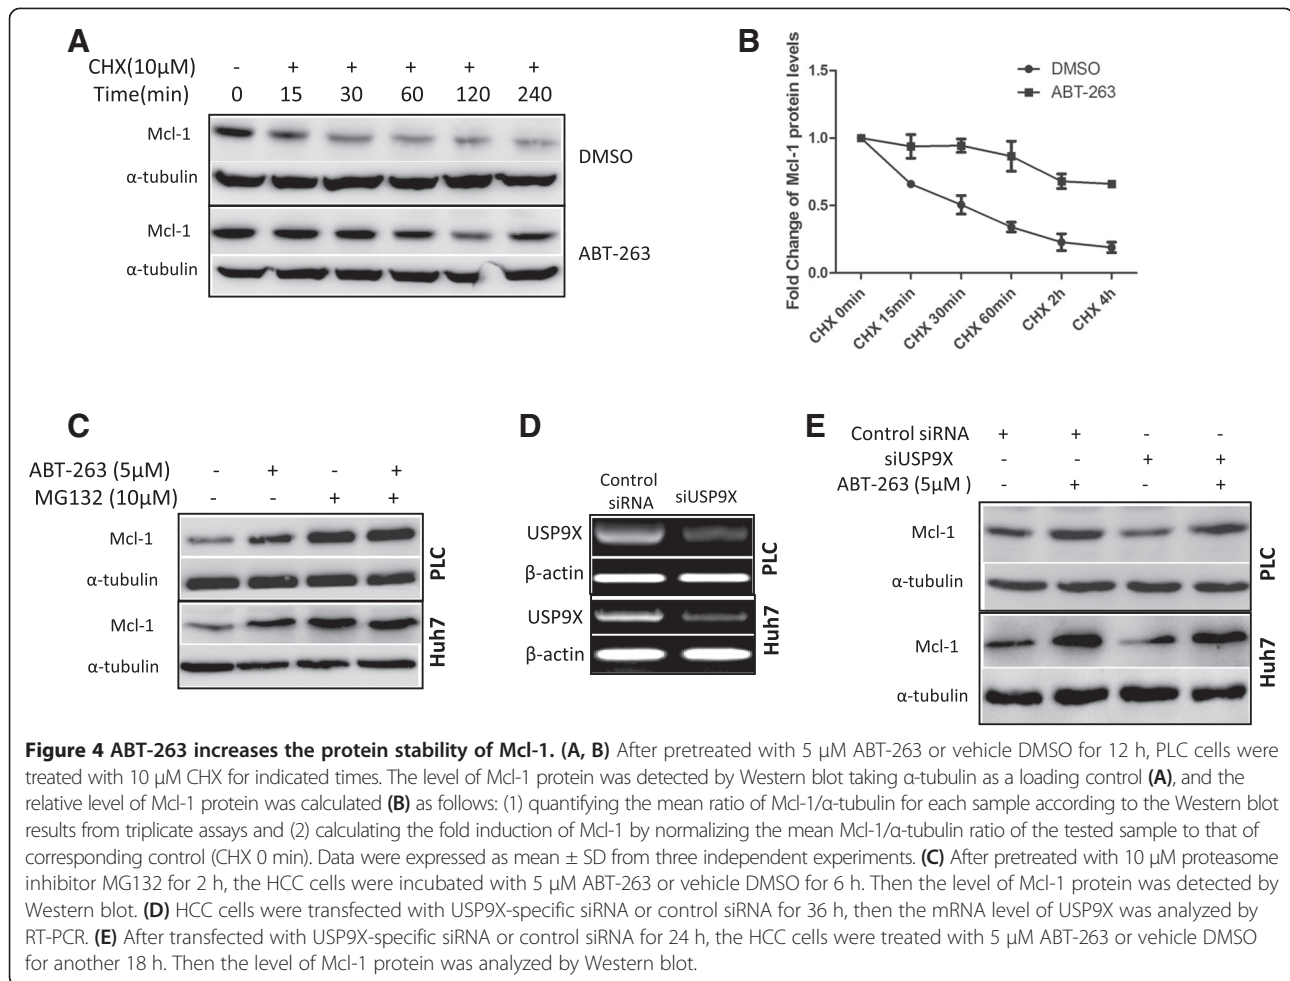 A
CHX(10µM) - + + + + +
Time(min) 0 15 30 60 120 240
Mcl-1
α-tubulin
DMSO
Mcl-1
α-tubulin
ABT-263
B
Fold Change of Mcl-1 protein levels
1.5
1.0
0.5
0.0
DMSO
ABT-263
CHX 0min
CHX 15min
CHX 30min
CHX 60min
CHX 2h
CHX 4h
C
ABT-263 (5µM) - + - +
MG132 (10µM) - - + +
Mcl-1
α-tubulin
PLC
Mcl-1
α-tubulin
Huh7
D
Control
siRNA
siUSP9X
USP9X
β-actin
PLC
USP9X
β-actin
Huh7
E
Control siRNA + + - -
siUSP9X - - + +
ABT-263 (5µM ) - + - +
Mcl-1
α-tubulin
PLC
Mcl-1
α-tubulin
Huh7
Figure 4 ABT-263 increases the protein stability of Mcl-1. (A, B) After pretreated with 5 µM ABT-263 or vehicle DMSO for 12 h, PLC cells were
treated with 10 µM CHX for indicated times. The level of Mcl-1 protein was detected by Western blot taking α-tubulin as a loading control (A), and the
relative level of Mcl-1 protein was calculated (B) as follows: (1) quantifying the mean ratio of Mcl-1/α-tubulin for each sample according to the Western blot
results from triplicate assays and (2) calculating the fold induction of Mcl-1 by normalizing the mean Mcl-1/α-tubulin ratio of the tested sample to that of
corresponding control (CHX 0 min). Data were expressed as mean ± SD from three independent experiments. (C) After pretreated with 10 µM proteasome
inhibitor MG132 for 2 h, the HCC cells were incubated with 5 µM ABT-263 or vehicle DMSO for 6 h. Then the level of Mcl-1 protein was detected by
Western blot. (D) HCC cells were transfected with USP9X-specific siRNA or control siRNA for 36 h, then the mRNA level of USP9X was analyzed by
RT-PCR. (E) After transfected with USP9X-specific siRNA or control siRNA for 24 h, the HCC cells were treated with 5 µM ABT-263 or vehicle DMSO
for another 18 h. Then the level of Mcl-1 protein was analyzed by Western blot.